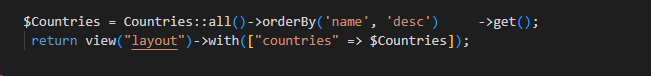 $Countries = Countries::all()->orderBy('name', 'desc')     ->get();
return view("layout")->with(["countries" => $Countries]);